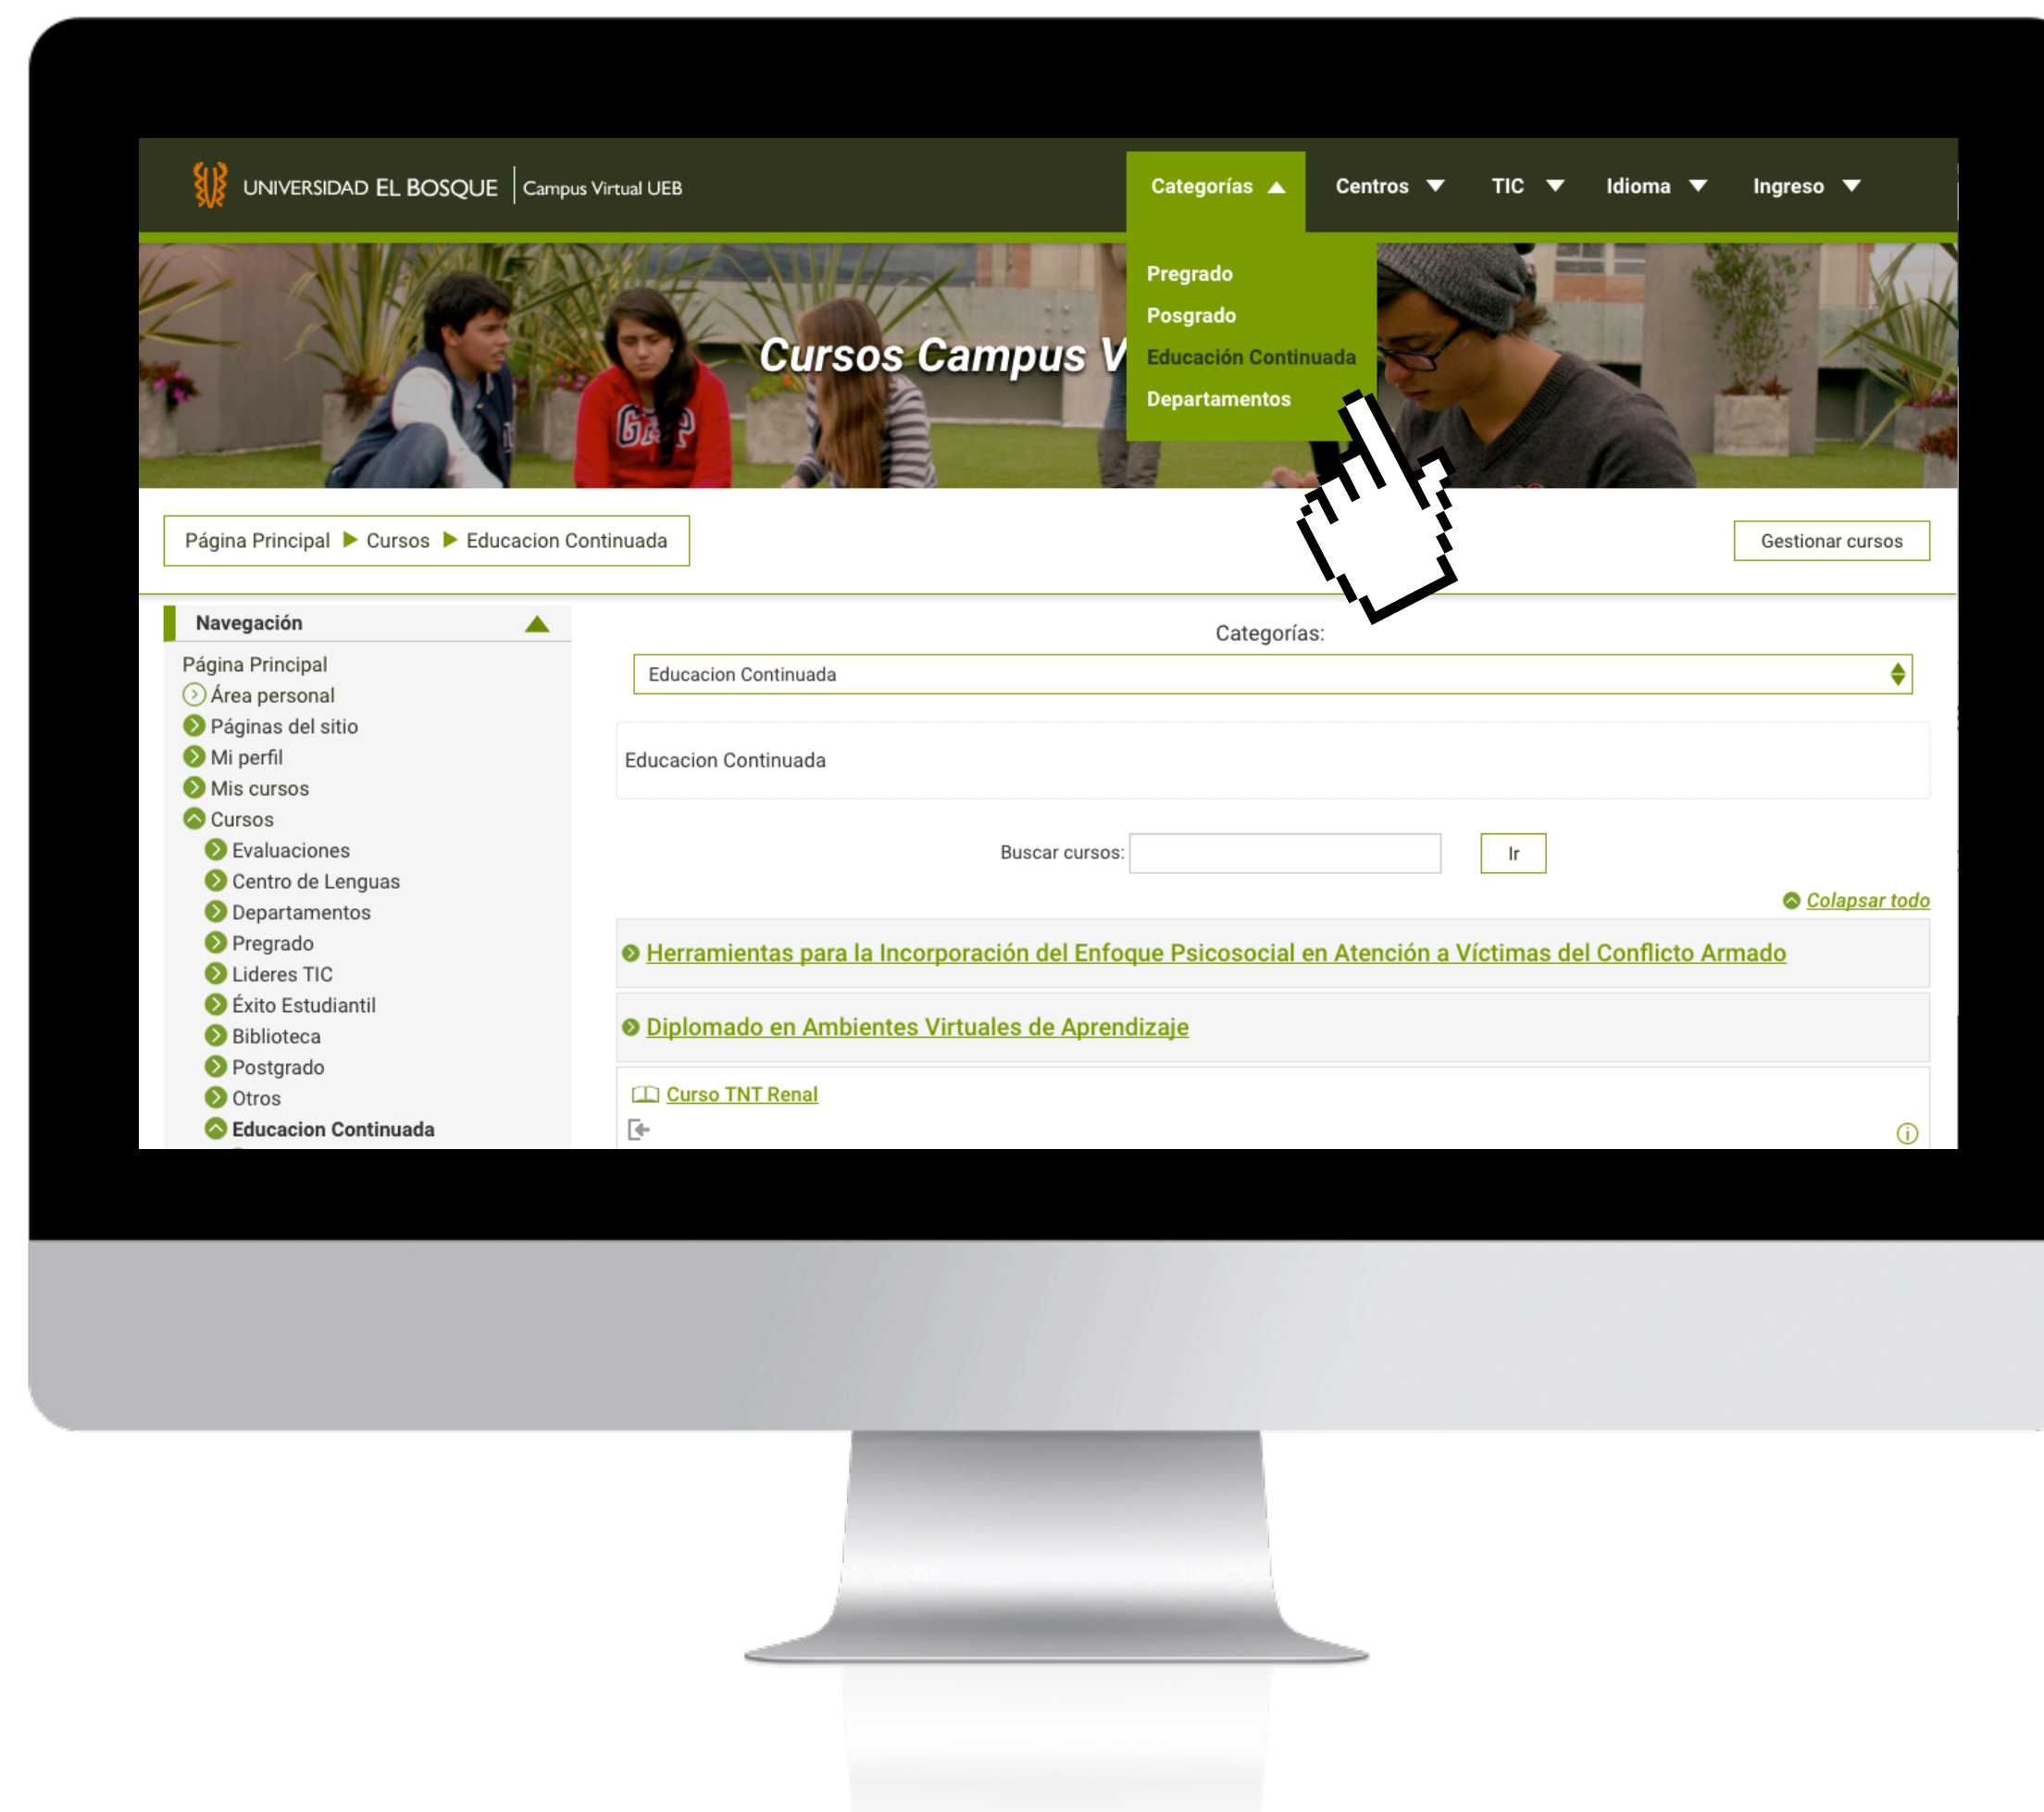 UNIVERSIDAD EL BOSQUE Campus Virtual UEB
Categorías Centros TIC Idioma Ingreso
Pregrado
Posgrado
Educación Continuada
Departamentos
Cursos Campus V
GAP
Página Principal Cursos Educacion Continuada
Gestionar cursos
Navegación
Página Principal
Área personal
Páginas del sitio
Mi perfil
Mis cursos
Cursos
Evaluaciones
Centro de Lenguas
Departamentos
Pregrado
Lideres TIC
Éxito Estudiantil
Biblioteca
Postgrado
Otros
Educacion Continuada
Categorías:
Educacion Continuada
Educacion Continuada
Buscar cursos: Ir
Colapsar todo
Herramientas para la Incorporación del Enfoque Psicosocial en Atención a Víctimas del Conflicto Armado
Diplomado en Ambientes Virtuales de Aprendizaje
Curso TNT Renal